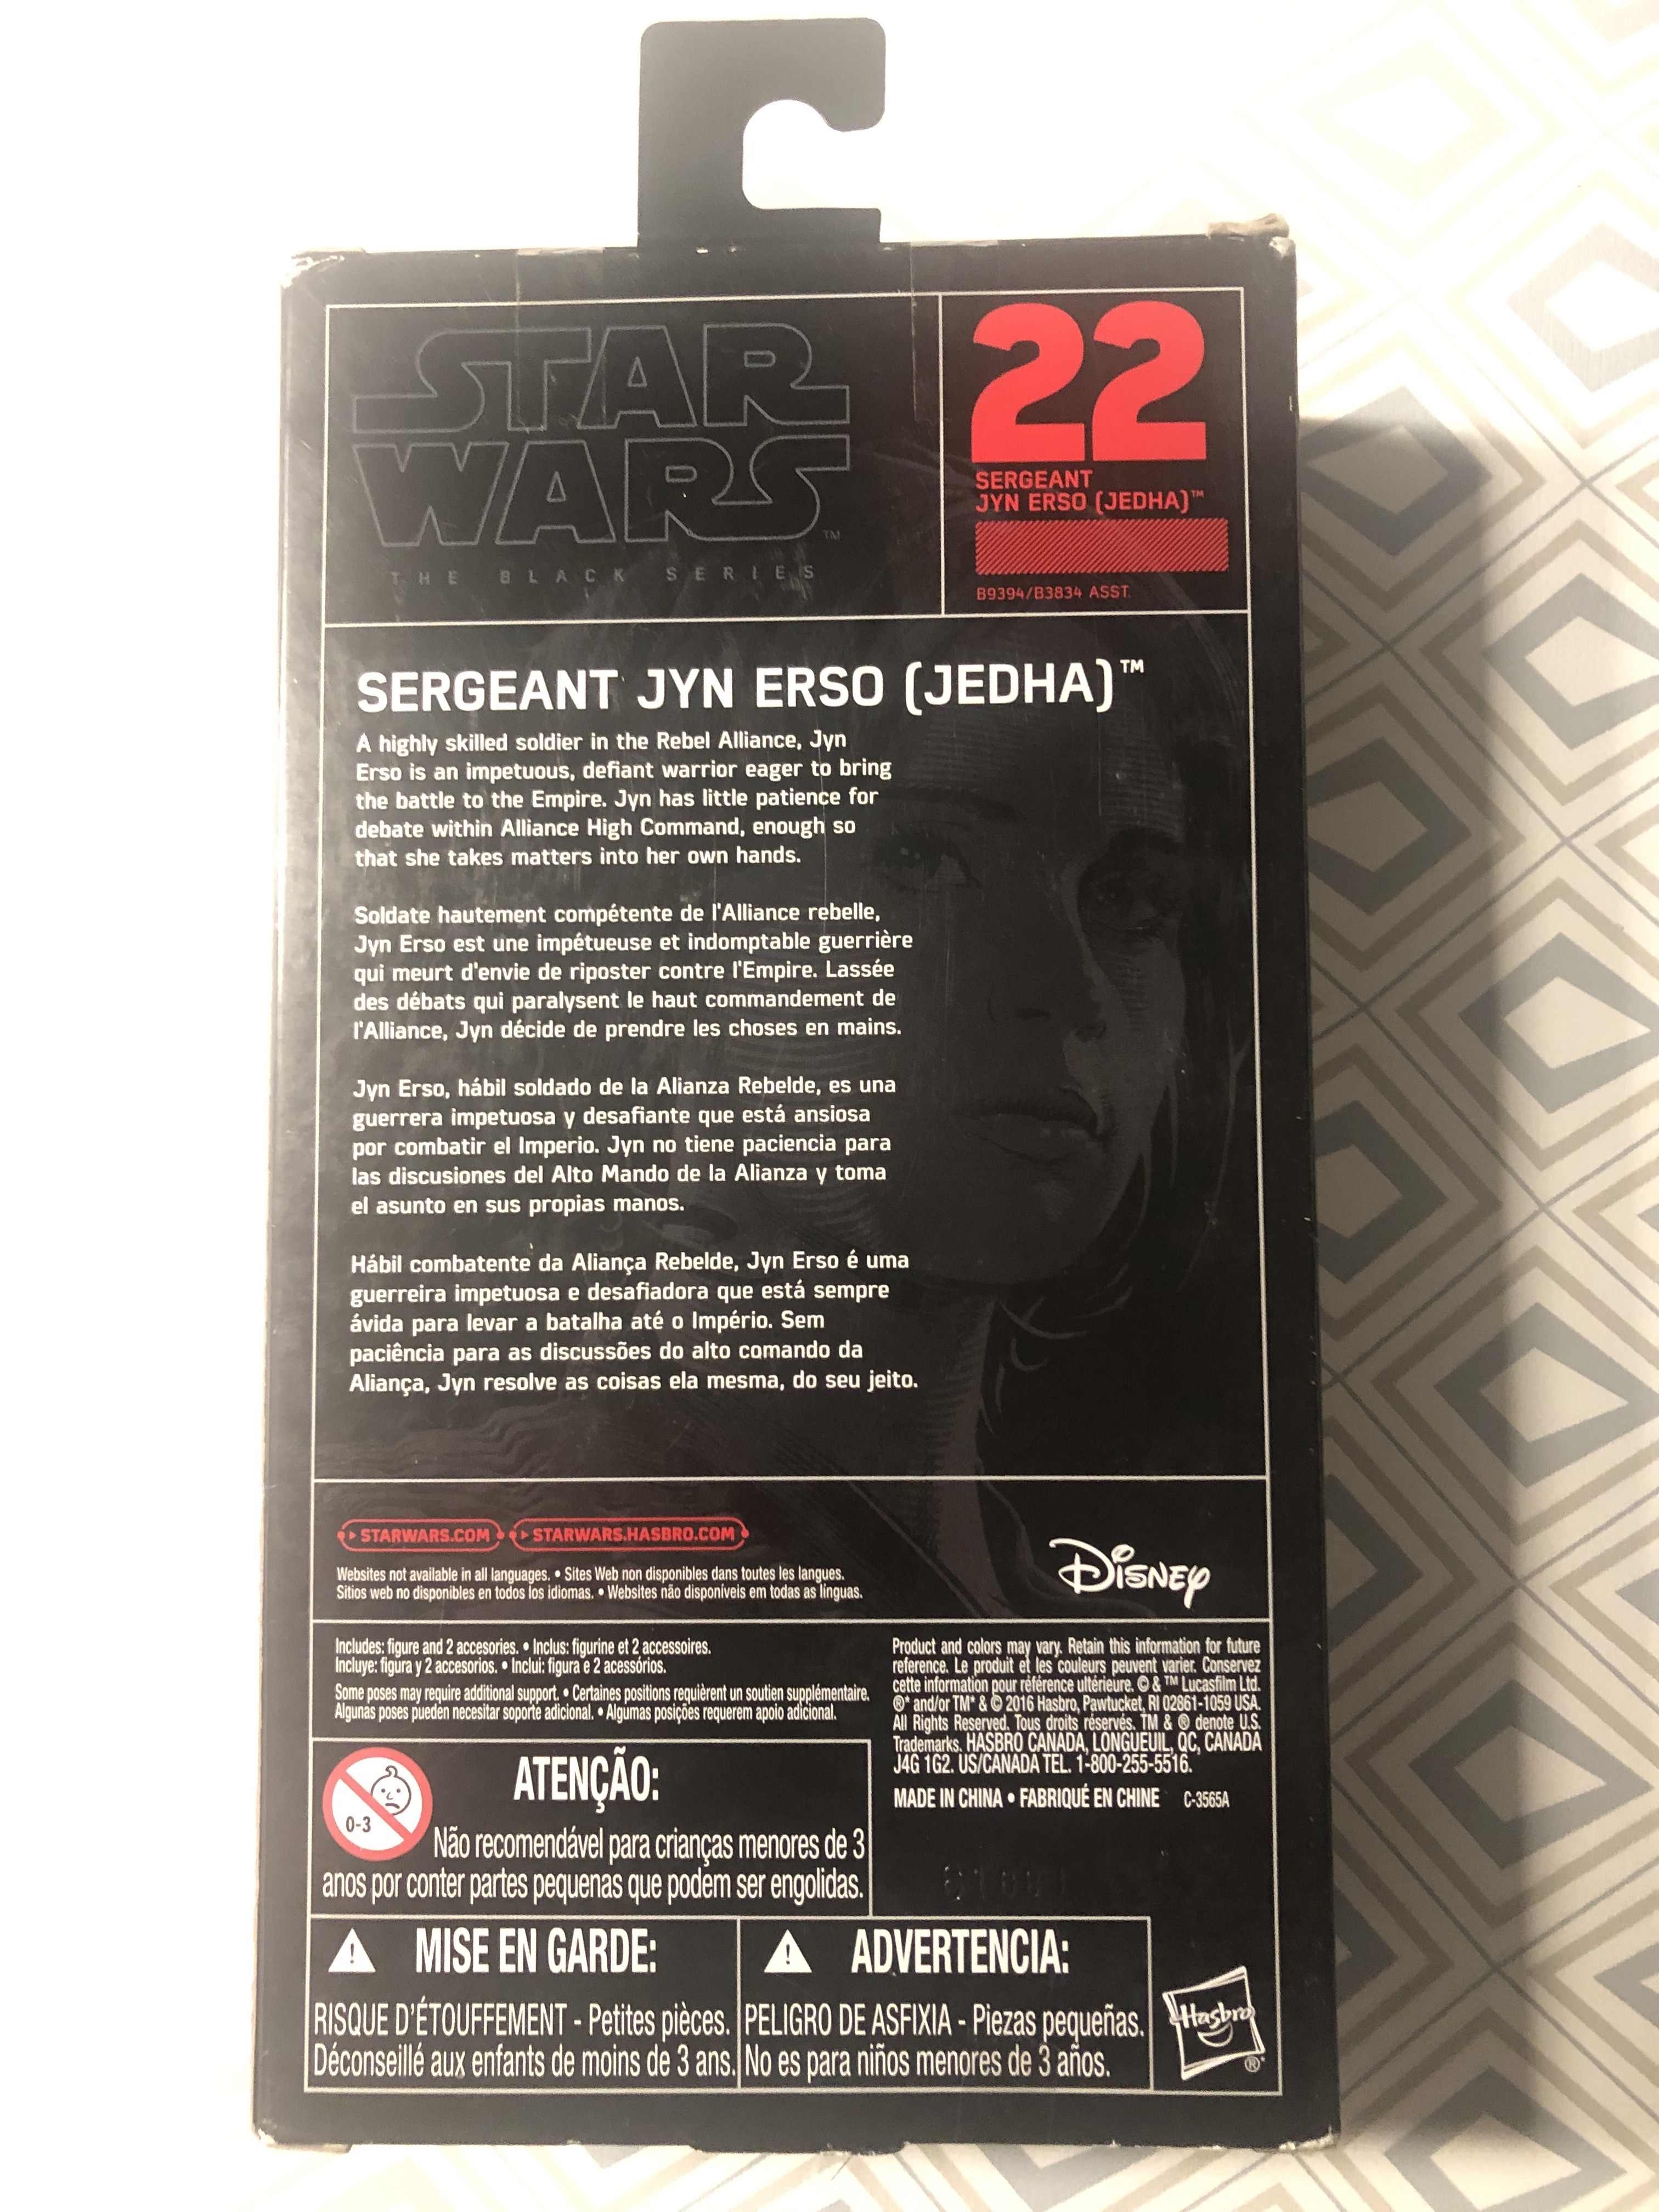 STAR
WARS™
THE BLACK SERIES
22
SERGEANT
JYN ERSO (JEDHA)™
B9394/B3834 ASST.
SERGEANT JYN ERSO (JEDHA)™
A highly skilled soldier in the Rebel Alliance, Jyn
Erso is an impetuous, defiant warrior eager to bring
the battle to the Empire. Jyn has little patience for
debate within Alliance High Command, enough so
that she takes matters into her own hands.
Soldate hautement compétente de l'Alliance rebelle,
Jyn Erso est une impétueuse et indomptable guerrière
qui meurt d'envie de riposter contre l'Empire. Lassée
des débats qui paralysent le haut commandement de
l'Alliance, Jyn décide de prendre les choses en mains.
Jyn Erso, hábil soldado de la Alianza Rebelde, es una
guerrera impetuosa y desafiante que está ansiosa
por combatir el Imperio. Jyn no tiene paciencia para
las discusiones del Alto Mando de la Alianza y toma
el asunto en sus propias manos.
Hábil combatente da Aliança Rebelde, Jyn Erso é uma
guerreira impetuosa e desafiadora que está sempre
ávida para levar a batalha até o Império. Sem
paciência para as discussões do alto comando da
Aliança, Jyn resolve as coisas ela mesma, do seu jeito.
STARWARS.COM STARWARS.HASBRO.COM
Websites not available in all languages. • Sites Web non disponibles dans toutes les langues.
Sitios web no disponibles en todos los idiomas. • Websites não disponíveis em todas as línguas.
Disney
Includes: figure and 2 accesories. • Inclus: figurine et 2 accessoires.
Incluye: figura y 2 accesorios. • Inclui: figura e 2 acessórios.
Some poses may require additional support. • Certaines positions requièrent un soutien supplémentaire.
Algunas poses pueden necesitar soporte adicional. • Algumas posições requerem apoio adicional.
Product and colors may vary. Retain this information for future
reference. Le produit et les couleurs peuvent varier. Conservez
cette information pour référence ultérieure. © & ™ Lucasfilm Ltd.
®* and/or TM* & © 2016 Hasbro, Pawtucket, RI 02861-1059 USA.
All Rights Reserved. Tous droits réservés. TM & ® denote U.S.
Trademarks. HASBRO CANADA, LONGUEUIL, QC, CANADA
J4G 1G2. US/CANADA TEL. 1-800-255-5516.
MADE IN CHINA • FABRIQUÉ EN CHINE C-3565A
0-3
ATENÇÃO:
Não recomendável para crianças menores de 3
anos por conter partes pequenas que podem ser engolidas.
MISE EN GARDE:
RISQUE D'ÉTOUFFEMENT - Petites pièces.
Déconseillé aux enfants de moins de 3 ans.
ADVERTENCIA:
PELIGRO DE ASFIXIA - Piezas pequeñas.
No es para niños menores de 3 años.
Hasbro
®*